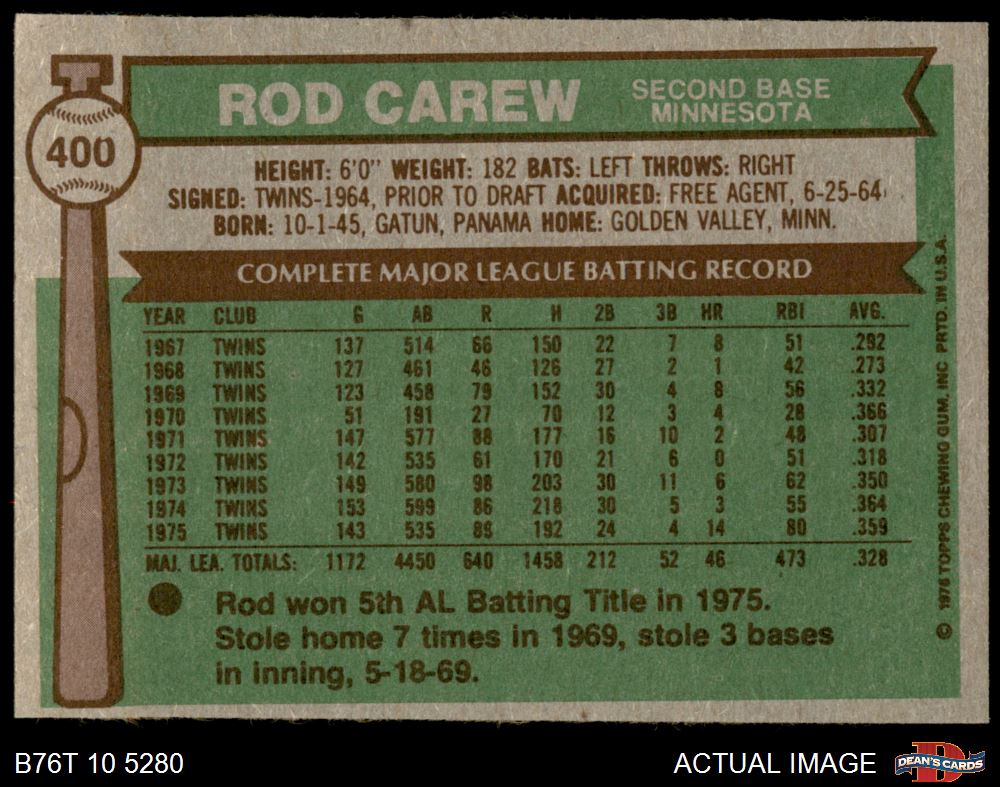 400
ROD CAREW
SECOND BASE
MINNESOTA
HEIGHT: 6'0" WEIGHT: 182 BATS: LEFT THROWS: RIGHT
SIGNED: TWINS-1964, PRIOR TO DRAFT ACQUIRED: FREE AGENT, 6-25-64
BORN: 10-1-45, GATUN, PANAMA HOME: GOLDEN VALLEY, MINN.
COMPLETE MAJOR LEAGUE BATTING RECORD
YEAR CLUB G AB R H 2B 3B HR RBI AVG.
1967 TWINS 137 514 66 150 22 7 8 51 .292
1968 TWINS 127 461 46 126 27 2 1 42 .273
1969 TWINS 123 458 79 152 30 4 8 56 .332
1970 TWINS 51 191 27 70 12 3 4 28 .366
1971 TWINS 147 577 88 177 16 10 2 48 .307
1972 TWINS 142 535 61 170 21 6 0 51 .318
1973 TWINS 149 580 98 203 30 11 6 62 .350
1974 TWINS 153 599 86 218 30 5 3 55 .364
1975 TWINS 143 535 89 192 24 4 14 80 .359
MAJ. LEA. TOTALS: 1172 4450 640 1458 212 52 46 473 .328
Rod won 5th AL Batting Title in 1975.
Stole home 7 times in 1969, stole 3 bases
in inning, 5-18-69.
© 1976 TOPPS CHEWING GUM, INC PRTD. IN U.S.A.
B76T 10 5280
ACTUAL IMAGE
DEAN'S CARDS